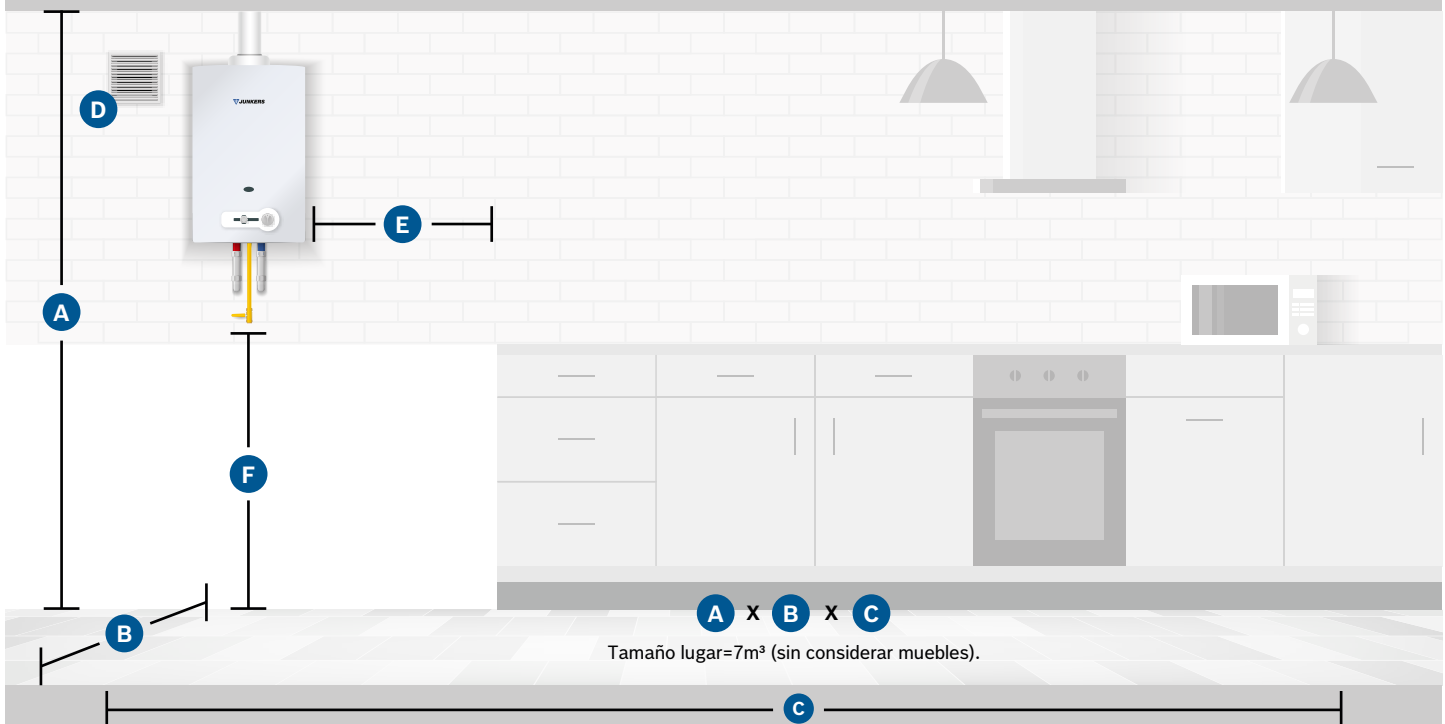 D
JUNKERS
E
A
F
B
A X B X C
Tamaño lugar=7m³ (sin considerar muebles).
C